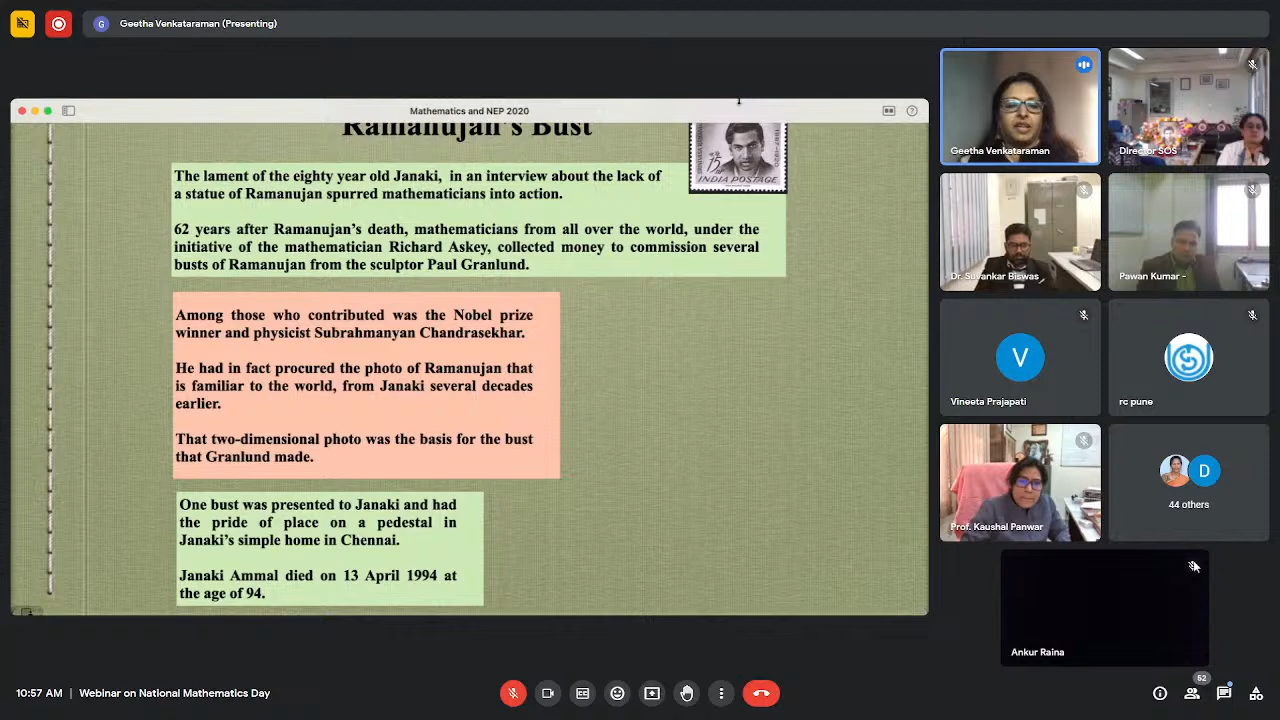 G Geetha Venkataraman (Presenting)
Mathematics and NEP 2020
Ramanujan's Bust
15
INDIA POSTAGE
The lament of the eighty year old Janaki, in an interview about the lack of
a statue of Ramanujan spurred mathematicians into action.
62 years after Ramanujan's death, mathematicians from all over the world, under the
initiative of the mathematician Richard Askey, collected money to commission several
busts of Ramanujan from the sculptor Paul Granlund.
Among those who contributed was the Nobel prize
winner and physicist Subrahmanyan Chandrasekhar.
He had in fact procured the photo of Ramanujan that
is familiar to the world, from Janaki several decades
earlier.
That two-dimensional photo was the basis for the bust
that Granlund made.
One bust was presented to Janaki and had
the pride of place on a pedestal in
Janaki's simple home in Chennai.
Janaki Ammal died on 13 April 1994 at
the age of 94.
Geetha Venkataraman
Director SOS
Dr. Suvankar Biswas
Pawan Kumar -
V
Vineeta Prajapati
rc pune
Prof. Kaushal Panwar
D
44 others
Ankur Raina
10:57 AM | Webinar on National Mathematics Day
62